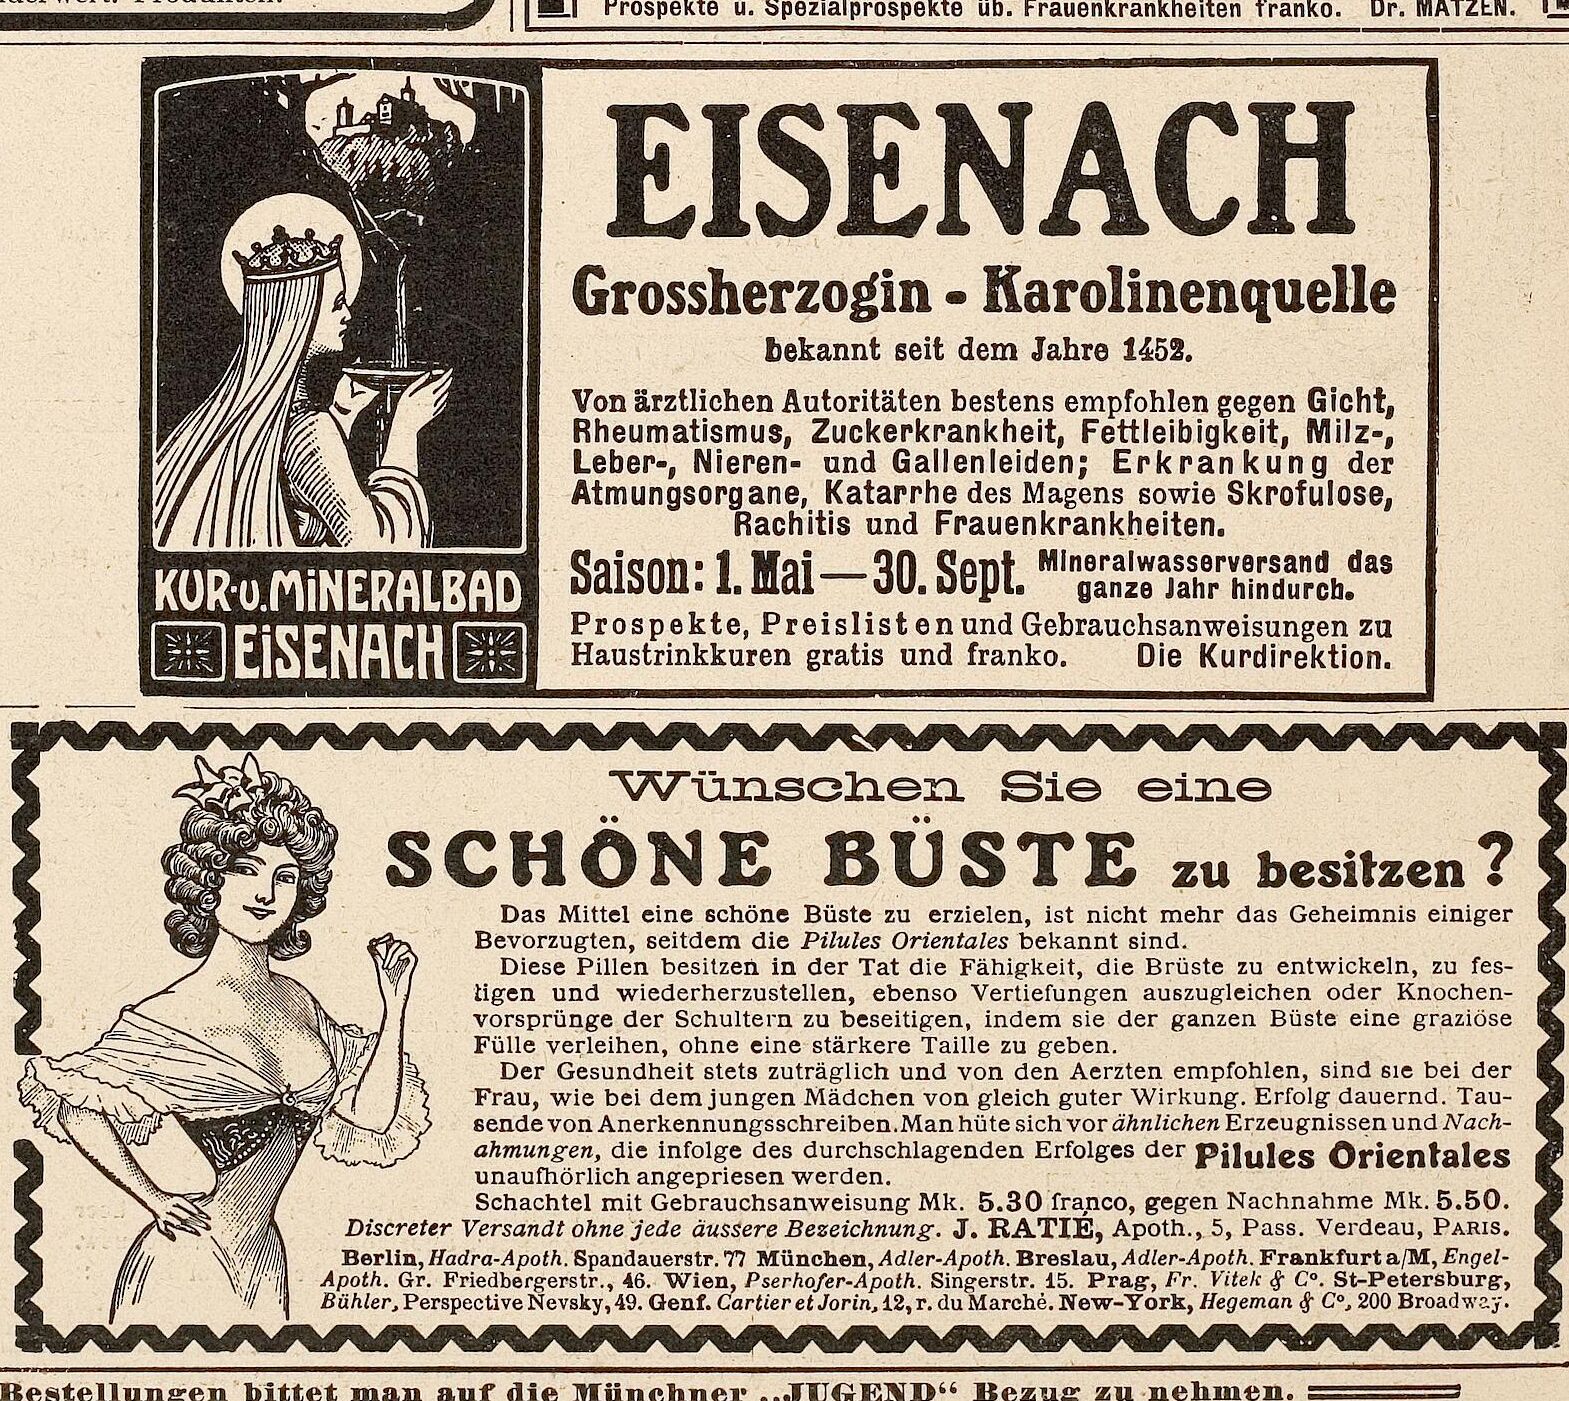 Prospekte u. Spezialprospekte üb. Frauenkrankheiten franko. Dr. MATZEN.
EISENACH
Grossherzogin - Karolinenquelle
bekannt seit dem Jahre 1452.
Von ärztlichen Autoritäten bestens empfohlen gegen Gicht,
Rheumatismus, Zuckerkrankheit, Fettleibigkeit, Milz-,
Leber-, Nieren- und Gallenleiden; Erkrankung der
Atmungsorgane, Katarrhe des Magens sowie Skrofulose,
Rachitis und Frauenkrankheiten.
Saison: 1. Mai—30. Sept. Mineralwasserversand das
ganze Jahr hindurch.
Prospekte, Preislisten und Gebrauchsanweisungen zu
Haustrinkkuren gratis und franko. Die Kurdirektion.
KUR-u.MiNERALBAD
EiSENACH
Wünschen Sie eine
SCHÖNE BÜSTE zu besitzen?
Das Mittel eine schöne Büste zu erzielen, ist nicht mehr das Geheimnis einiger
Bevorzugten, seitdem die Pilules Orientales bekannt sind.
Diese Pillen besitzen in der Tat die Fähigkeit, die Brüste zu entwickeln, zu fes-
tigen und wiederherzustellen, ebenso Vertiefungen auszugleichen oder Knochen-
vorsprünge der Schultern zu beseitigen, indem sie der ganzen Büste eine graziöse
Fülle verleihen, ohne eine stärkere Taille zu geben.
Der Gesundheit stets zuträglich und von den Aerzten empfohlen, sind sie bei der
Frau, wie bei dem jungen Mädchen von gleich guter Wirkung. Erfolg dauernd. Tau-
sende von Anerkennungsschreiben. Man hüte sich vor ähnlichen Erzeugnissen und Nach-
ahmungen, die infolge des durchschlagenden Erfolges der Pilules Orientales
unaufhörlich angepriesen werden.
Schachtel mit Gebrauchsanweisung Mk. 5.30 franco, gegen Nachnahme Mk. 5.50.
Discreter Versandt ohne jede äussere Bezeichnung. J. RATIÉ, Apoth., 5, Pass. Verdeau, PARIS.
Berlin, Hadra-Apoth. Spandauerstr. 77 München, Adler-Apoth. Breslau, Adler-Apoth. Frankfurt a/M, Engel-
Apoth. Gr. Friedbergerstr., 46. Wien, Pserhofer-Apoth. Singerstr. 15. Prag, Fr. Vitek & Cº. St-Petersburg,
Bühler, Perspective Nevsky, 49. Genf. Cartier et Jorin, 12, r. du Marché. New-York, Hegeman & Cº, 200 Broadway.
Bestellungen bittet man auf die Münchner „JUGEND“ Bezug zu nehmen.